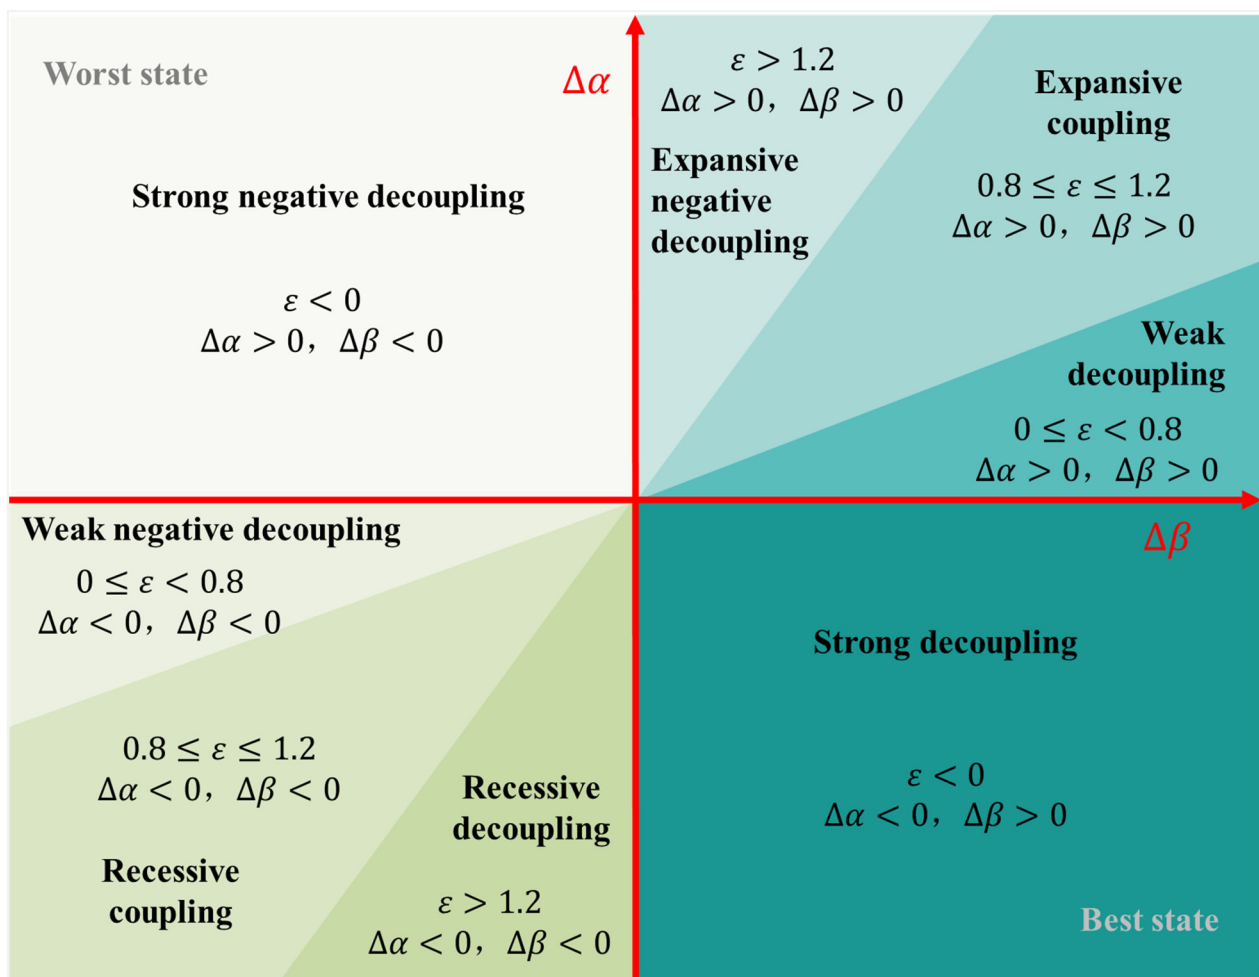 Worst state
Δα
Strong negative decoupling
ε < 0
Δα > 0, Δβ < 0
ε > 1.2
Δα > 0, Δβ > 0
Expansive
negative
decoupling
Expansive
coupling
0.8 ≤ ε ≤ 1.2
Δα > 0, Δβ > 0
Weak
decoupling
0 ≤ ε < 0.8
Δα > 0, Δβ > 0
Δβ
Weak negative decoupling
0 ≤ ε < 0.8
Δα < 0, Δβ < 0
0.8 ≤ ε ≤ 1.2
Δα < 0, Δβ < 0
Recessive
coupling
Recessive
decoupling
ε > 1.2
Δα < 0, Δβ < 0
Strong decoupling
ε < 0
Δα < 0, Δβ > 0
Best state